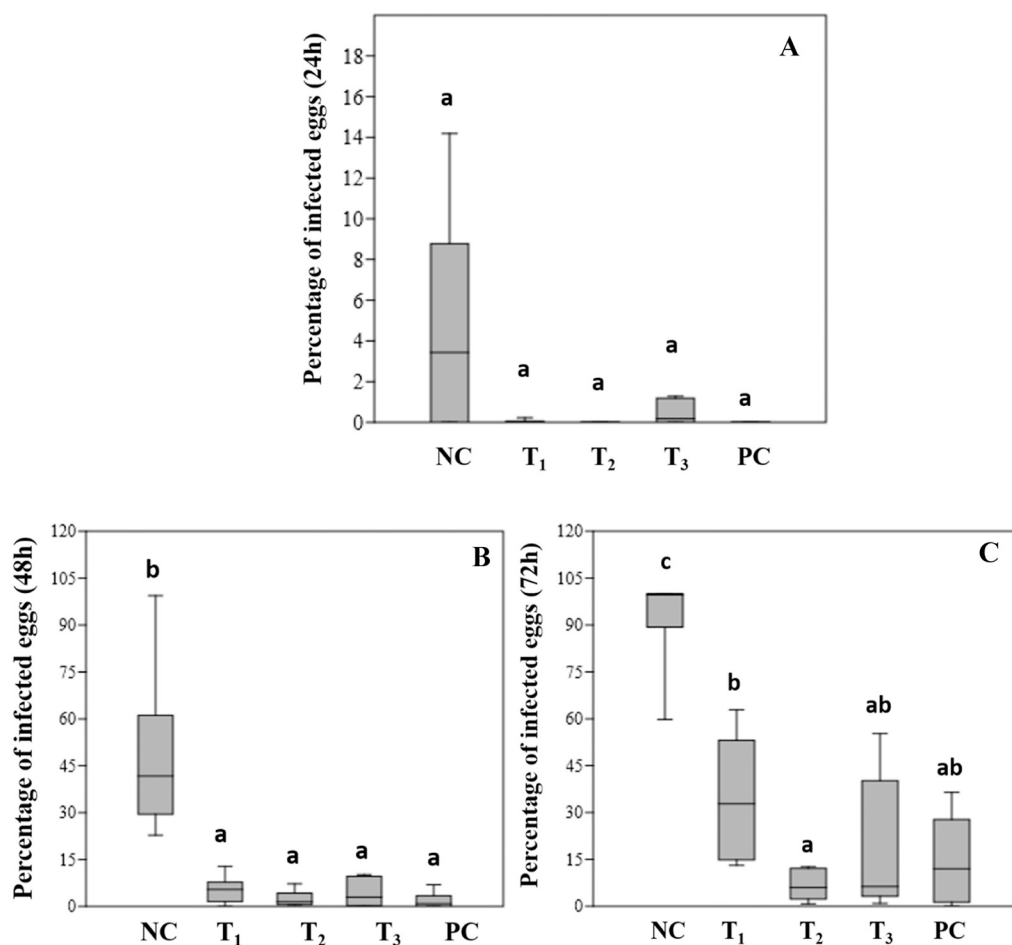 A
Percentage of infected eggs (24h)
18
16
14
12
10
8
6
4
2
0
a
a
a
a
a
NC T₁ T₂ T₃ PC
B
Percentage of infected eggs (48h)
120
105
90
75
60
45
30
15
0
b
a
a
a
a
NC T₁ T₂ T₃ PC
C
Percentage of infected eggs (72h)
120
105
90
75
60
45
30
15
0
c
b
a
ab
ab
NC T₁ T₂ T₃ PC